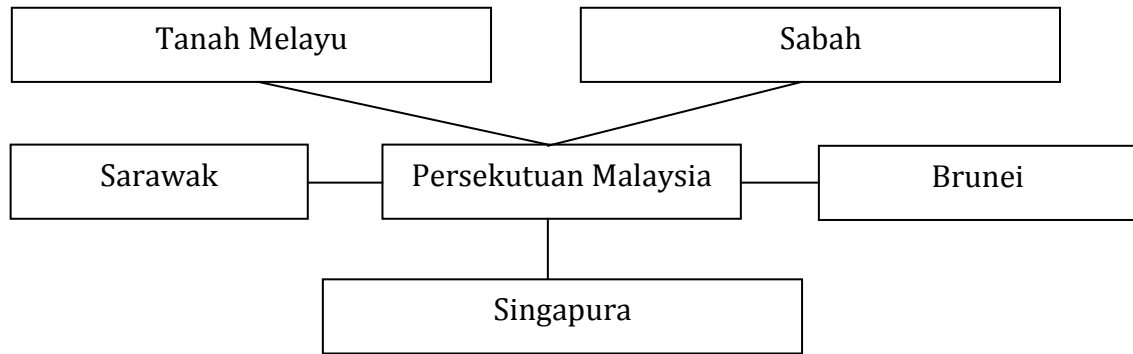 Tanah Melayu
Sabah
Sarawak
Persekutuan Malaysia
Brunei
Singapura